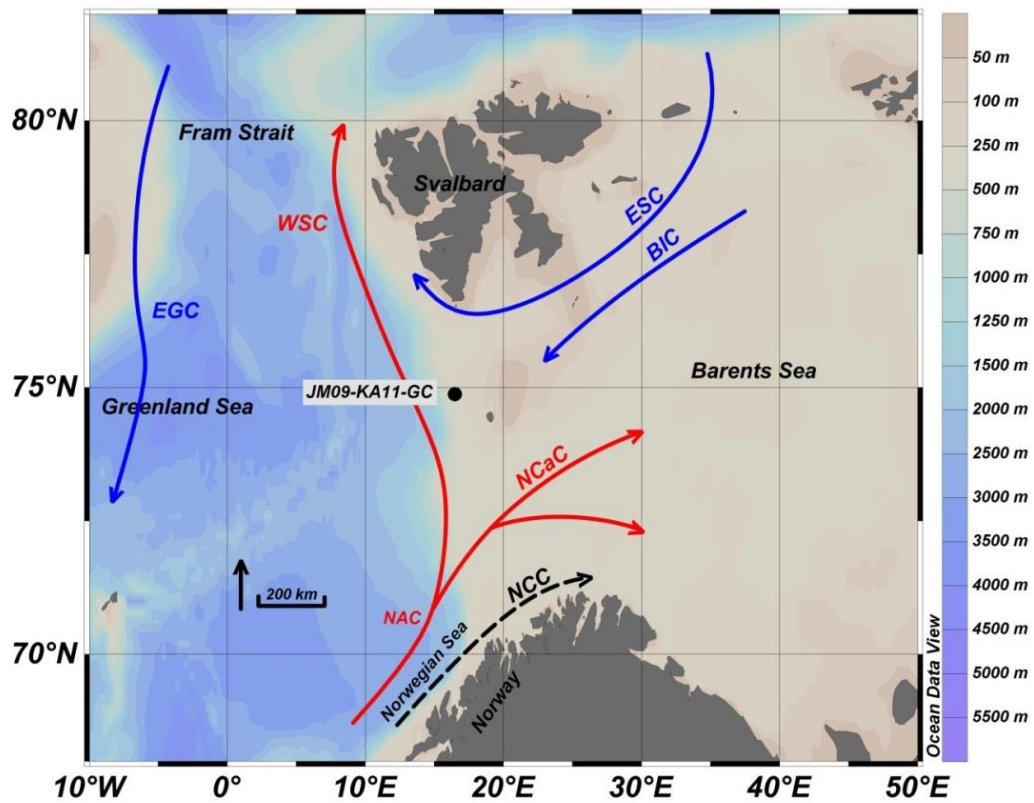 80°N
75°N
70°N
10°W
0°
10°E
20°E
30°E
40°E
50°E
Fram Strait
Svalbard
WSC
ESC
BIC
EGC
Barents Sea
JM09-KA11-GC
Greenland Sea
NCaC
NCC
200 km
NAC
Norwegian Sea
Norway
Ocean Data View
50 m
100 m
250 m
500 m
750 m
1000 m
1250 m
1500 m
2000 m
2500 m
3000 m
3500 m
4000 m
4500 m
5000 m
5500 m